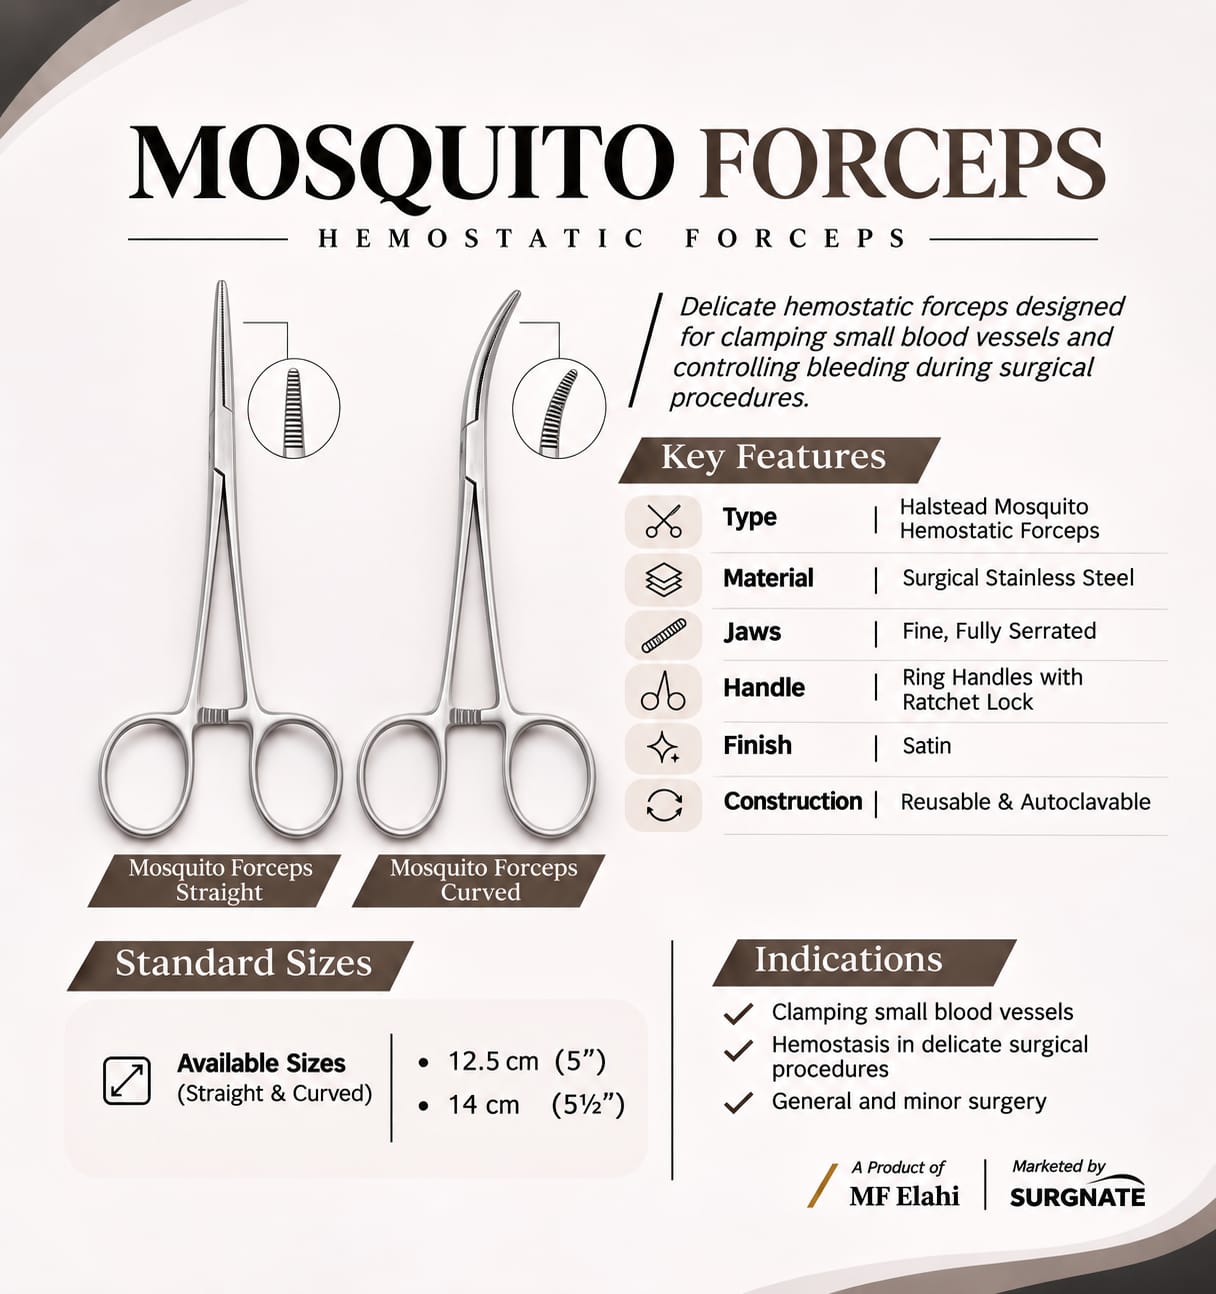 MOSQUITO FORCEPS
HEMOSTATIC FORCEPS
Delicate hemostatic forceps designed
for clamping small blood vessels and
controlling bleeding during surgical
procedures.
Key Features
Type | Halstead Mosquito
Hemostatic Forceps
Material | Surgical Stainless Steel
Jaws | Fine, Fully Serrated
Handle | Ring Handles with
Ratchet Lock
Finish | Satin
Construction | Reusable & Autoclavable
Mosquito Forceps
Straight
Mosquito Forceps
Curved
Standard Sizes
Available Sizes
(Straight & Curved)
• 12.5 cm (5”)
• 14 cm (5½”)
Indications
Clamping small blood vessels
Hemostasis in delicate surgical
procedures
General and minor surgery
A Product of
MF Elahi
Marketed by
SURGNATE